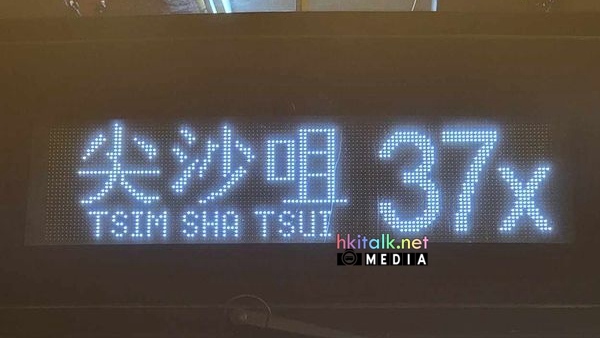 尖沙咀 37x
TSIM SHA TSUI
hkitalk.net
MEDIA